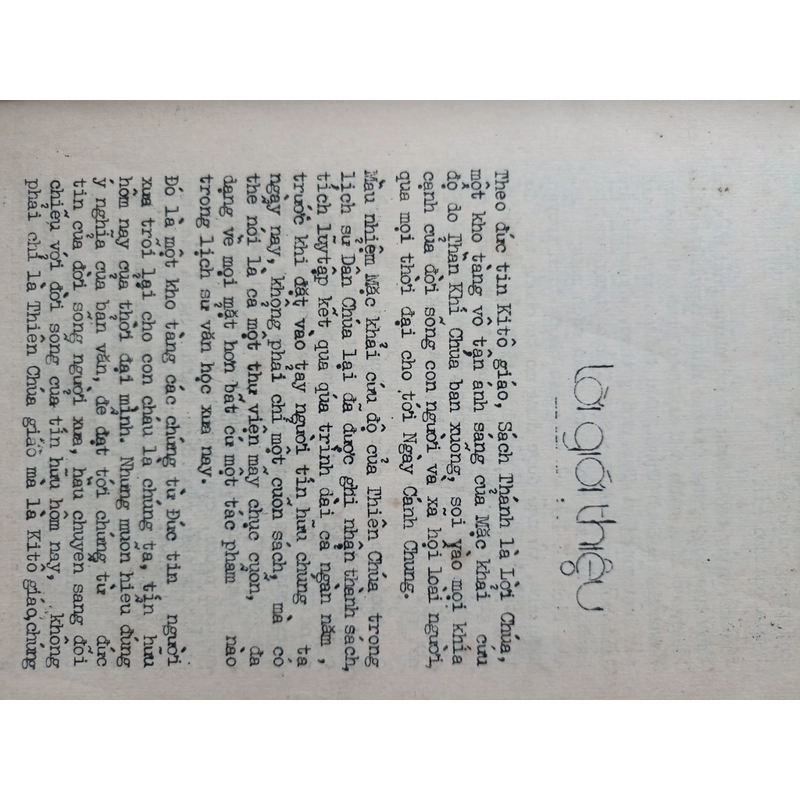 Lời giới thiệu
Theo đức tin Kitô giáo, Sách Thánh là Lời Chúa,
một kho tàng vô tận ánh sang của Mặc khải cứu
độ do Thần Khí Chua ban xuống, soi vào mọi khía
cạnh của đời sống con người và xã hội loài người,
qua mọi thời đại cho tới Ngày Cánh Chung.
Mầu nhiệm Mặc khải cứu độ của Thiên Chúa trong
lịch sử Dân Chúa lại đa được ghi nhận thành sách,
tích luỹ tập kết qua quá trình dài cả ngàn năm,
trước khi đặt vào tay người tín hữu chúng ta
ngày nay, không phải chỉ một cuốn sách, mà có
thể nói là cả một thư viện mấy chục cuốn, đa
dạng về mọi mặt hơn bất cứ một tác phẩm nào
trong lịch sử văn học xưa nay.
Đó là một kho tàng các chứng từ Đức tin người
xưa trối lại cho con cháu là chúng ta, tín hữu
hôm nay của thời đại mình. Nhưng muốn hiểu đúng
ý nghĩa của bản văn, để đạt tới chứng từ đức
tin của đời sống người xưa, hầu chuyển sang đối
chiếu với đời sống của tín hữu hôm nay, không
phải chỉ là Thiên Chúa giáo mà là Kitô giáo, chúng